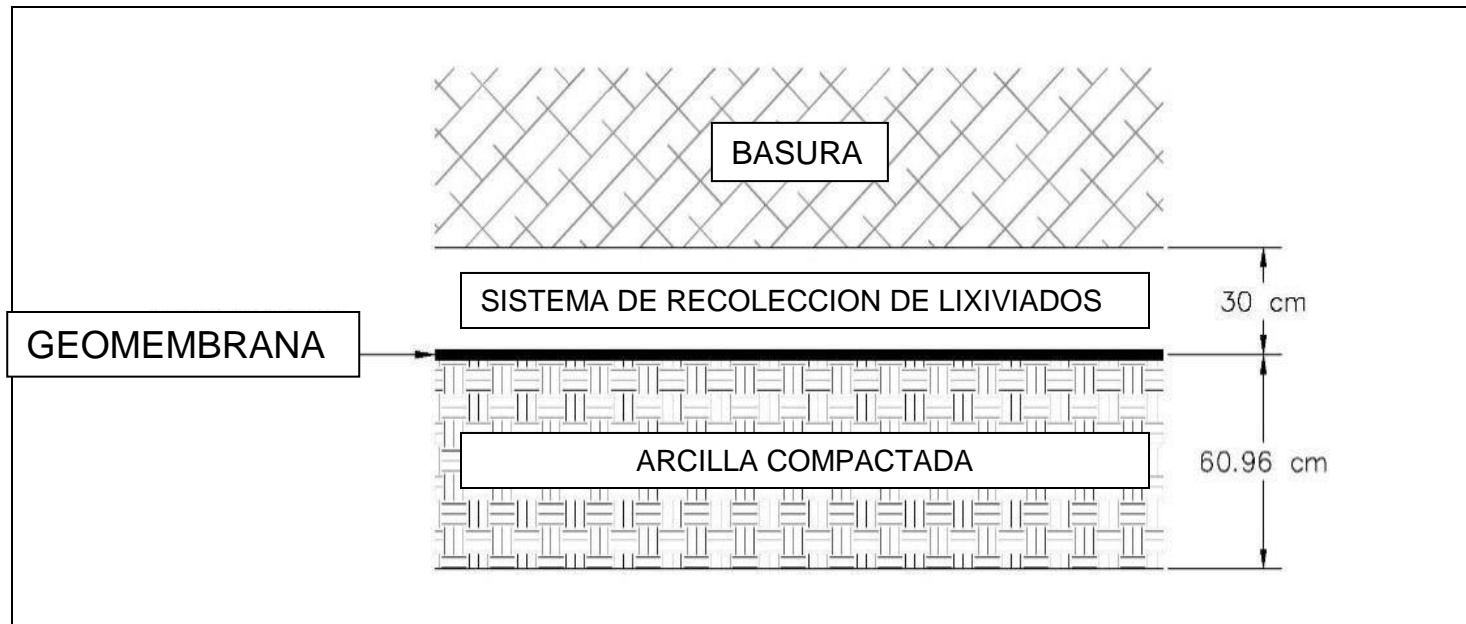 BASURA
SISTEMA DE RECOLECCION DE LIXIVIADOS
30 cm
GEOMEMBRANA
ARCILLA COMPACTADA
60.96 cm